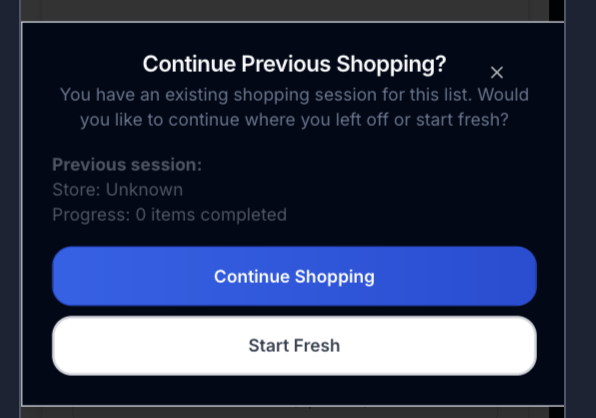 Continue Previous Shopping?
You have an existing shopping session for this list. Would
you like to continue where you left off or start fresh?
Previous session:
Store: Unknown
Progress: 0 items completed
Continue Shopping
Start Fresh